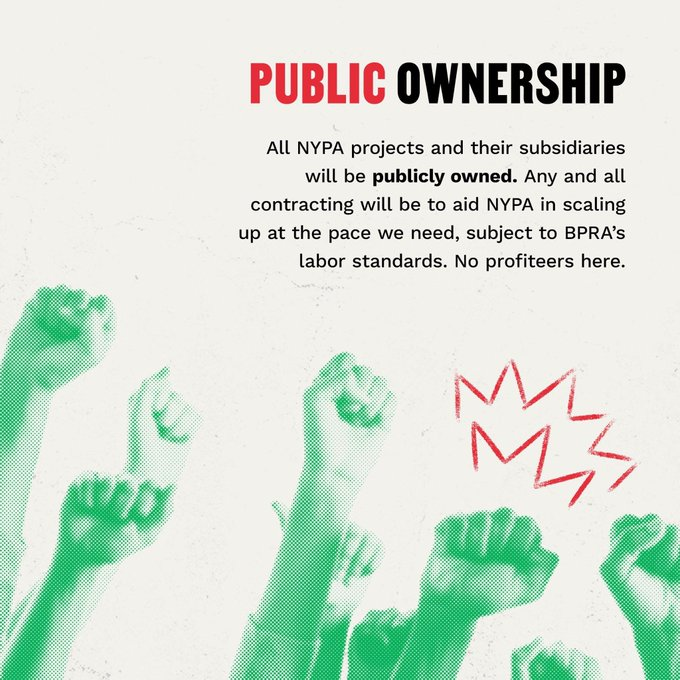 PUBLIC OWNERSHIP
All NYPA projects and their subsidiaries
will be publicly owned. Any and all
contracting will be to aid NYPA in scaling
up at the pace we need, subject to BPRA’s
labor standards. No profiteers here.